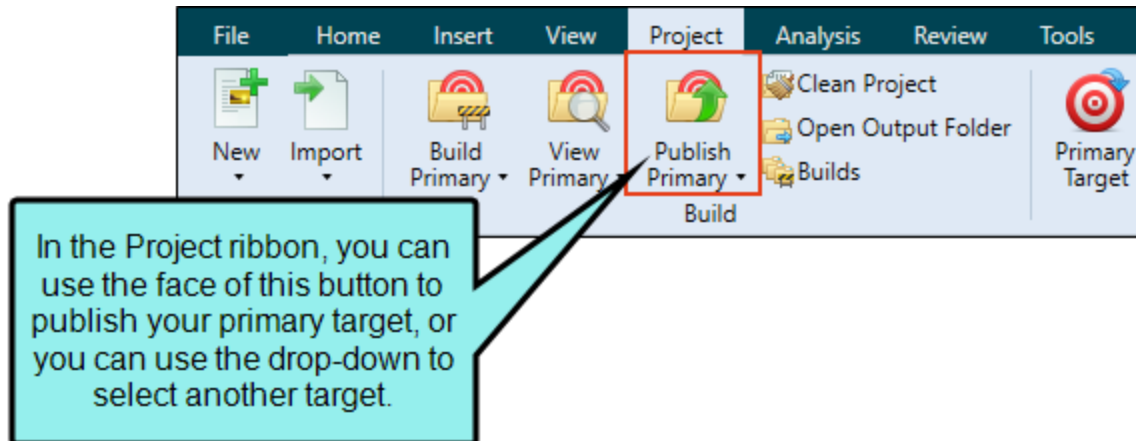 File Home Insert View Project Analysis Review Tools
New Import Build Primary View Primary Publish Primary
Clean Project
Open Output Folder
Builds
Primary Target
Build
In the Project ribbon, you can
use the face of this button to
publish your primary target, or
you can use the drop-down to
select another target.